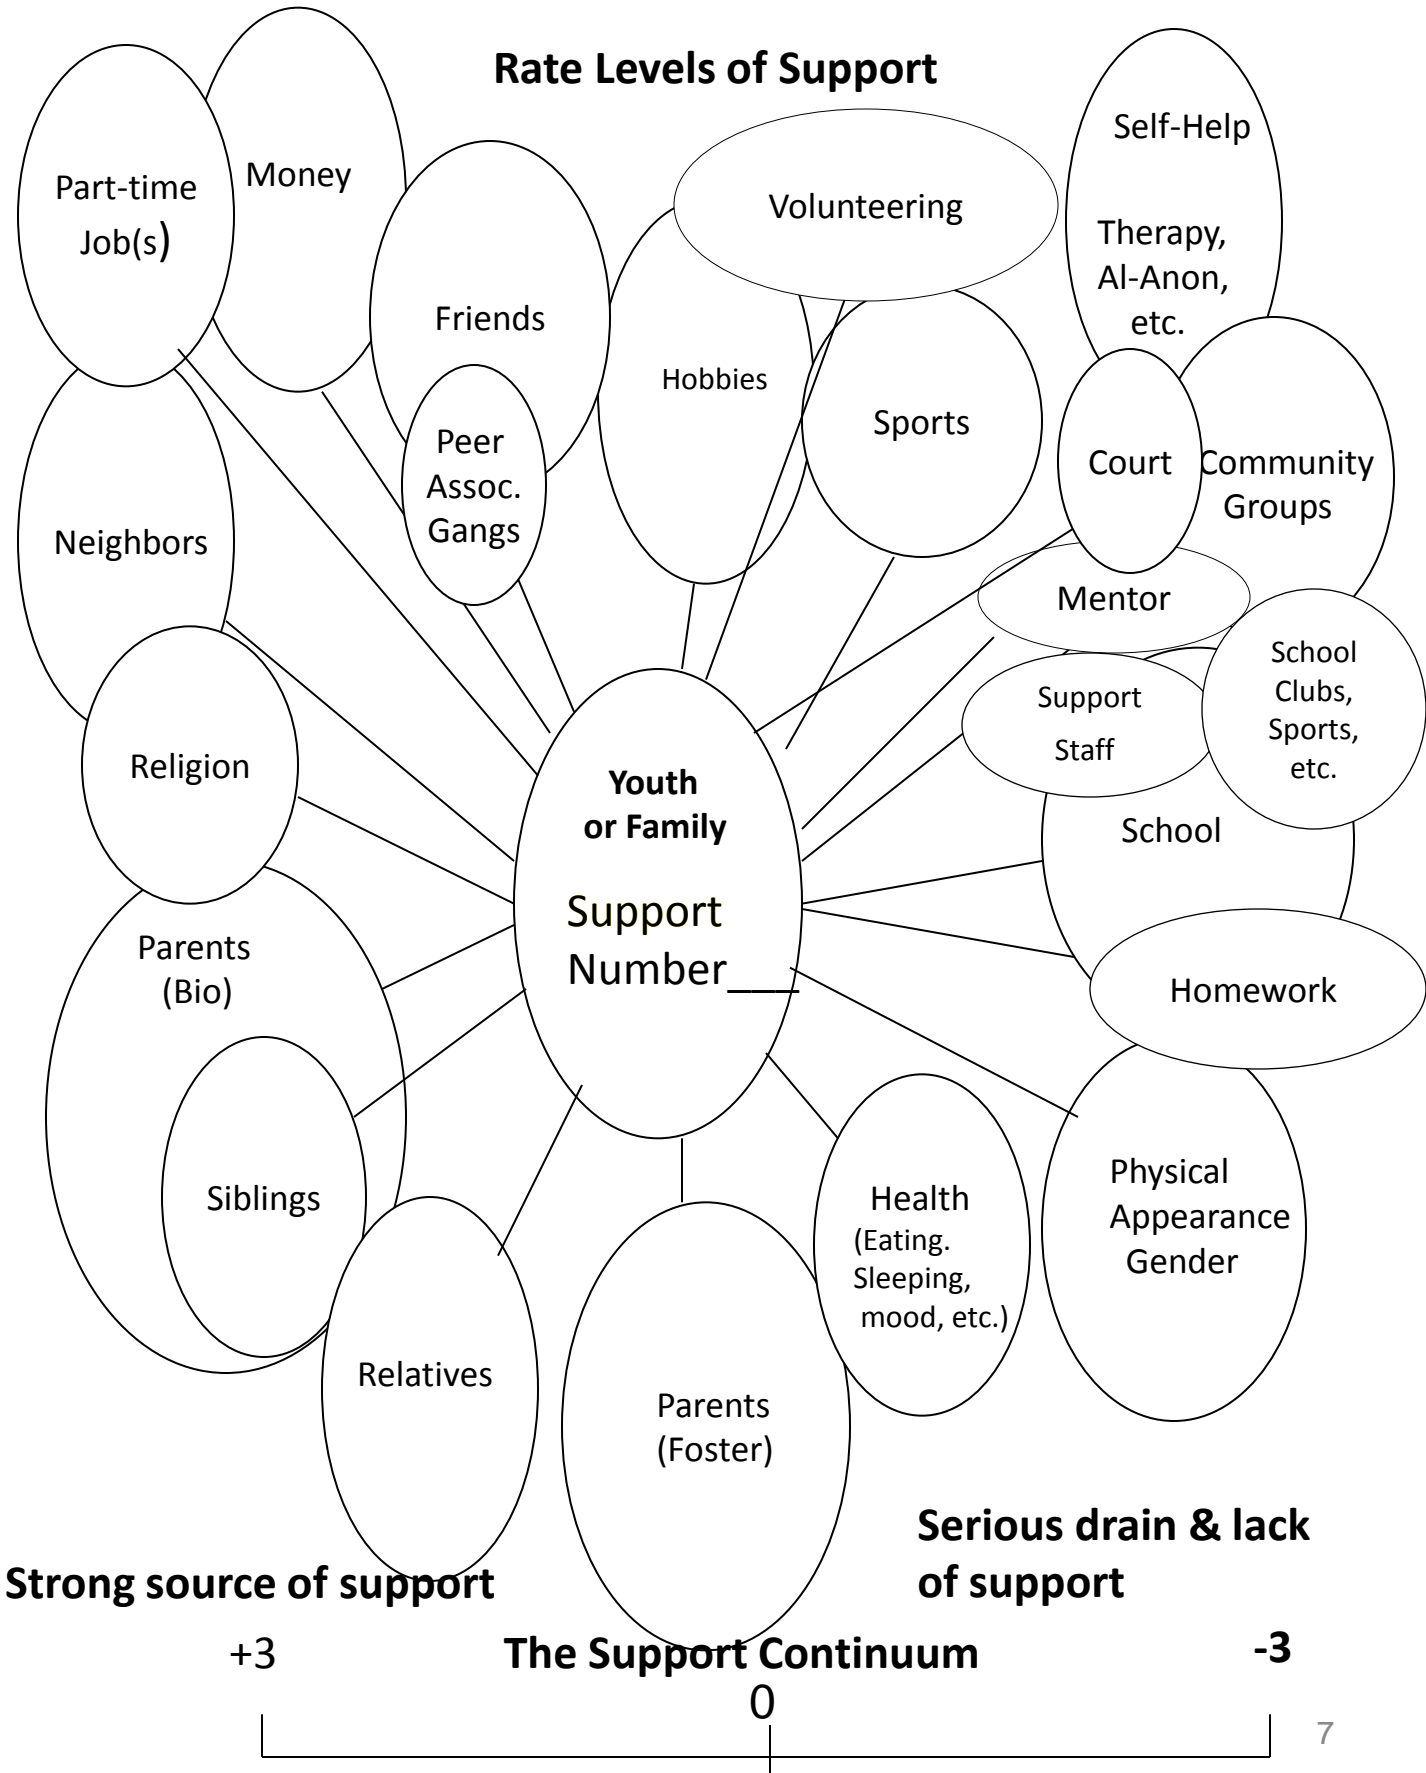 Rate Levels of Support
Part-time
Job(s)
Money
Friends
Peer
Assoc.
Gangs
Hobbies
Volunteering
Sports
Self-Help
Therapy,
Al-Anon,
etc.
Court
Community
Groups
Mentor
Support
Staff
School
Clubs,
Sports,
etc.
School
Homework
Neighbors
Religion
Youth
or Family
Support
Number___
Parents
(Bio)
Siblings
Relatives
Parents
(Foster)
Health
(Eating.
Sleeping,
mood, etc.)
Physical
Appearance
Gender
Serious drain & lack
of support
Strong source of support
+3
The Support Continuum
-3
0
7